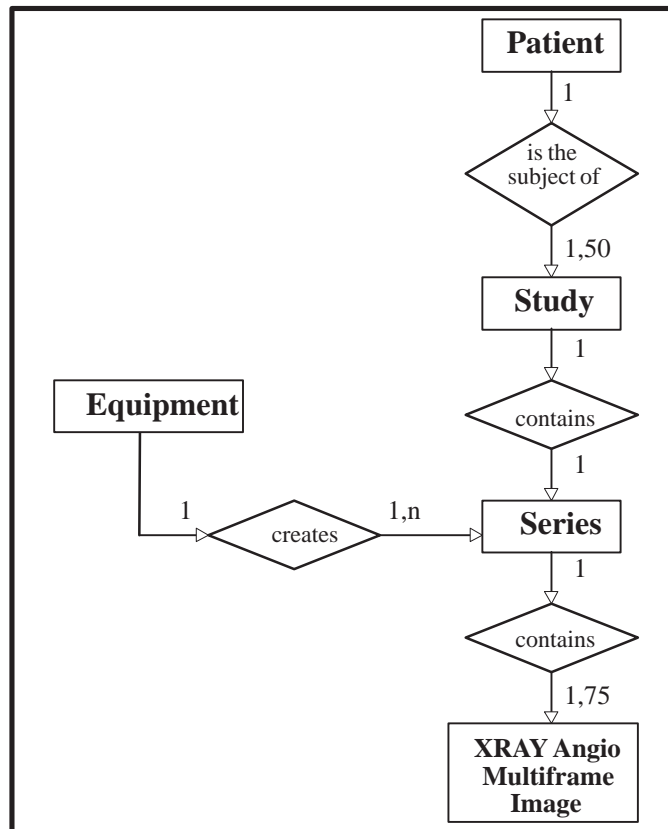 Patient
1
is the
subject of
1,50
Study
1
Equipment
contains
1
1
creates
1,n
Series
1
contains
1,75
XRAY Angio
Multiframe
Image